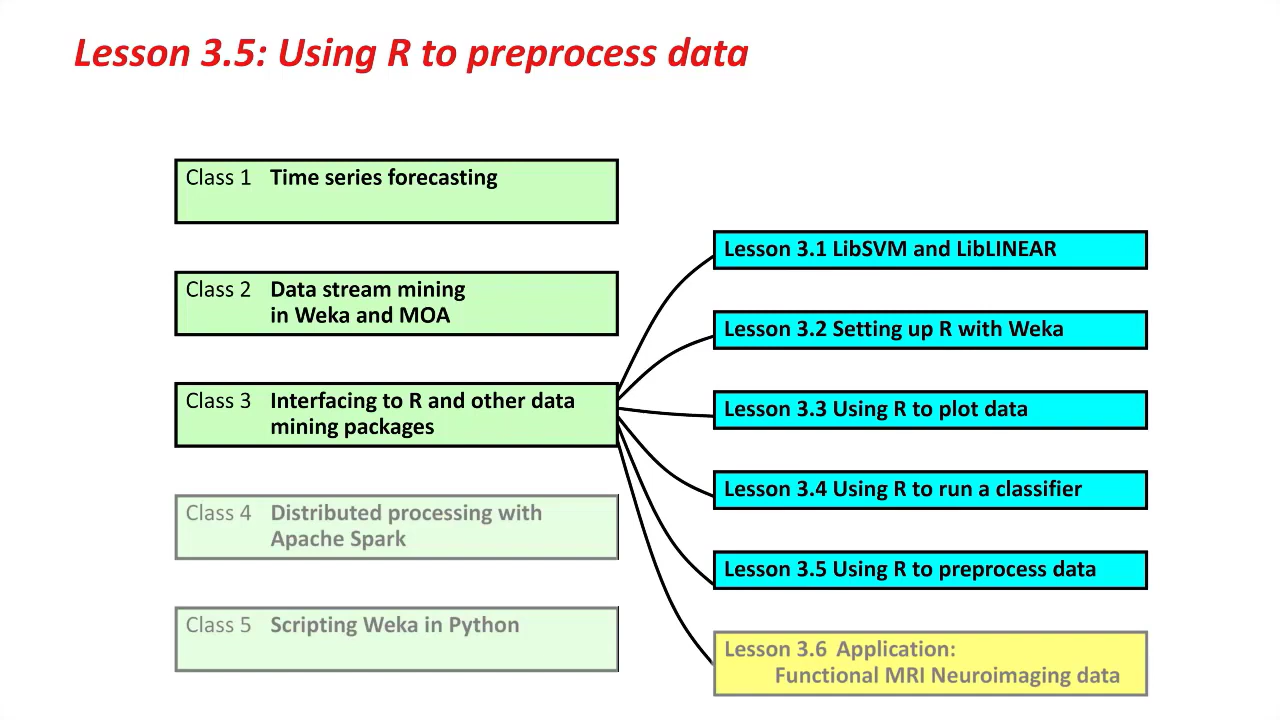 Lesson 3.5: Using R to preprocess data
Class 1 Time series forecasting
Class 2 Data stream mining
in Weka and MOA
Class 3 Interfacing to R and other data
mining packages
Class 4 Distributed processing with
Apache Spark
Class 5 Scripting Weka in Python
Lesson 3.1 LibSVM and LibLINEAR
Lesson 3.2 Setting up R with Weka
Lesson 3.3 Using R to plot data
Lesson 3.4 Using R to run a classifier
Lesson 3.5 Using R to preprocess data
Lesson 3.6 Application:
Functional MRI Neuroimaging data